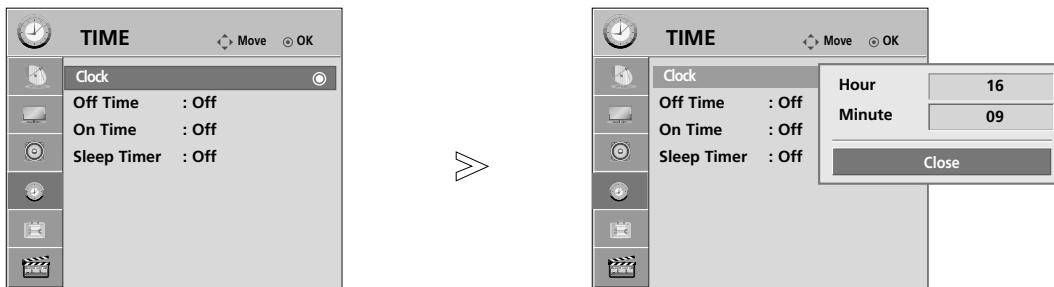 TIME Move OK
Clock
Off Time : Off
On Time : Off
Sleep Timer : Off
TIME Move OK
Clock
Off Time : Off
On Time : Off
Sleep Timer : Off
Hour 16
Minute 09
Close